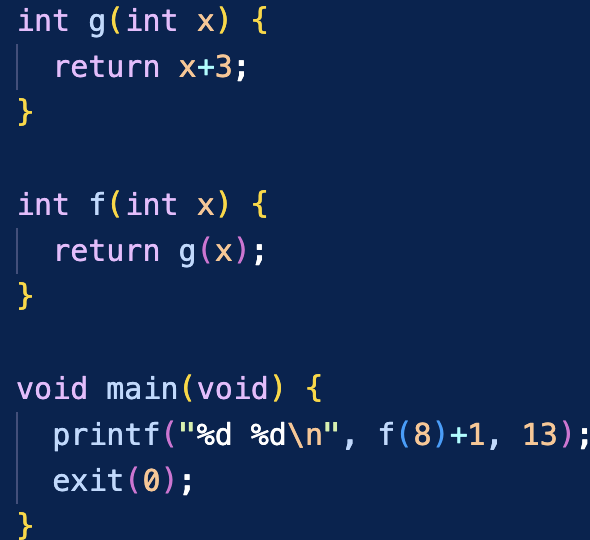 int g(int x) {
  return x+3;
}

int f(int x) {
  return g(x);
}

void main(void) {
  printf("%d %d\n", f(8)+1, 13);
  exit(0);
}